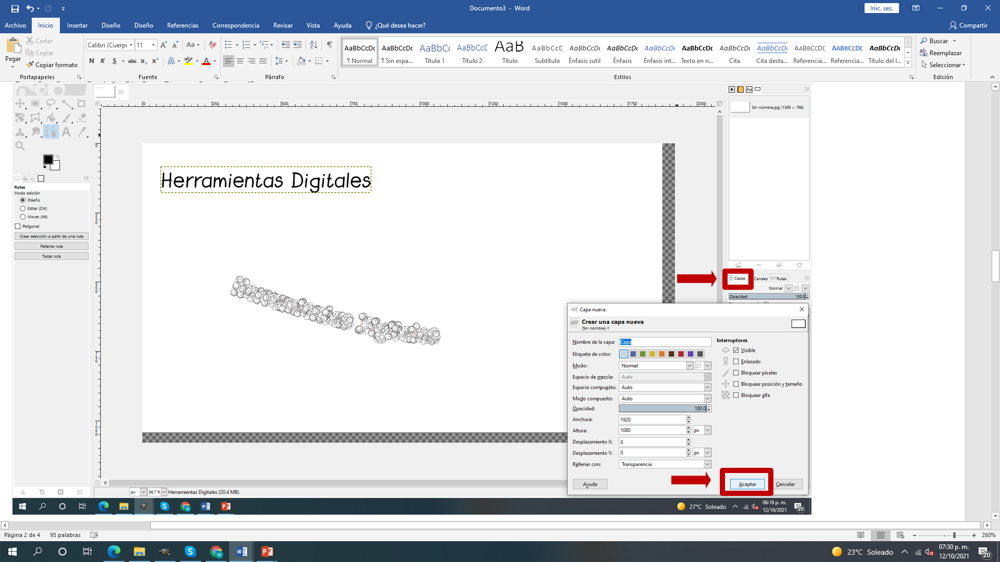 Documento3 - Word
Inic. ses.
Archivo Inicio Insertar Diseño Diseño Referencias Correspondencia Revisar Vista Ayuda ¿Qué desea hacer? Compartir
Pegar
Cortar
Copiar
Copiar formato
Portapapeles
Calibri (Cuerpo 11
N K S abc x₂ x²
Fuente
Párrafo
AaBbCcDc AaBbCcDc AaBbCc AaBbCcD AaB AaBbCcD AaBbCcDc AaBbCcDc AaBbCcDc AaBbCcDc AaBbCcDc AaBbCcDc AABBCCDD AABBCCDD AaBbCcDc
¶ Normal ¶ Sin espa... Título 1 Título 2 Título Subtítulo Énfasis sutil Énfasis Énfasis int... Texto en n... Cita Cita desta... Referencia... Referencia... Título del l...
Estilos
Buscar
Reemplazar
Seleccionar
Edición
0 250 500 750 1000 1250 1500 1750 2000
Sin nombre.jpg (1366 × 768)
Rutas
Modo edición
Diseño
Editar (Ctrl)
Mover (Alt)
Poligonal
Crear selección a partir de una ruta
Rellenar ruta
Trazar ruta
Herramientas Digitales
Capas Canales Rutas
Normal
Opacidad 100.0
Capa nueva
Crear una capa nueva
[Sin nombre]-1
Nombre de la capa: Capa
Etiqueta de color:
Modo: Normal
Espacio de mezcla: Auto
Espacio compuesto: Auto
Modo compuesto: Auto
Opacidad: 100.0
Anchura: 1920
Altura: 1080 px
Desplazamiento X: 0
Desplazamiento Y: 0 px
Rellenar con: Transparencia
Interruptores
Visible
Enlazado
Bloquear píxeles
Bloquear posición y tamaño
Bloquear alfa
Ayuda Aceptar Cancelar
px 66.7 % Herramientas Digitales (20.4 MB)
27°C Soleado
06:18 p. m.
12/10/2021
20
Página 2 de 4 95 palabras
260%
23°C Soleado
07:30 p. m.
12/10/2021
20